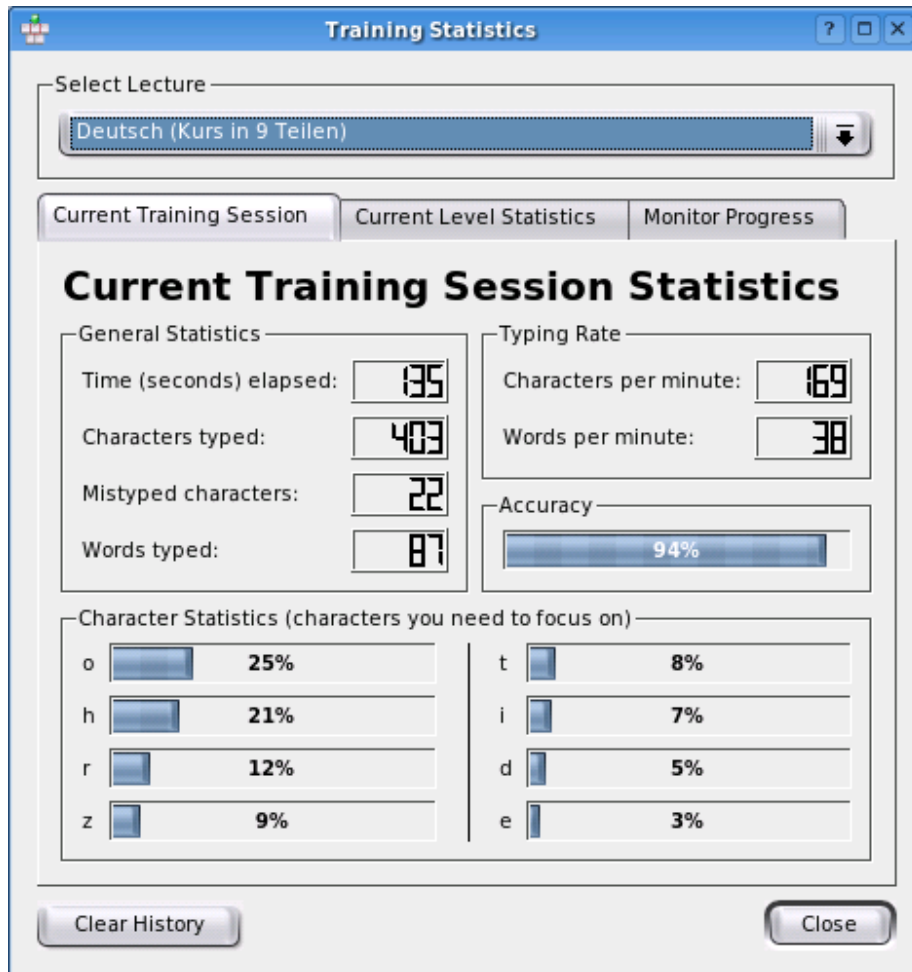 Training Statistics
Select Lecture
Deutsch (Kurs in 9 Teilen)
Current Training Session
Current Level Statistics
Monitor Progress
Current Training Session Statistics
General Statistics
Time (seconds) elapsed: 135
Characters typed: 403
Mistyped characters: 22
Words typed: 87
Typing Rate
Characters per minute: 169
Words per minute: 38
Accuracy
94%
Character Statistics (characters you need to focus on)
o 25%
h 21%
r 12%
z 9%
t 8%
i 7%
d 5%
e 3%
Clear History
Close